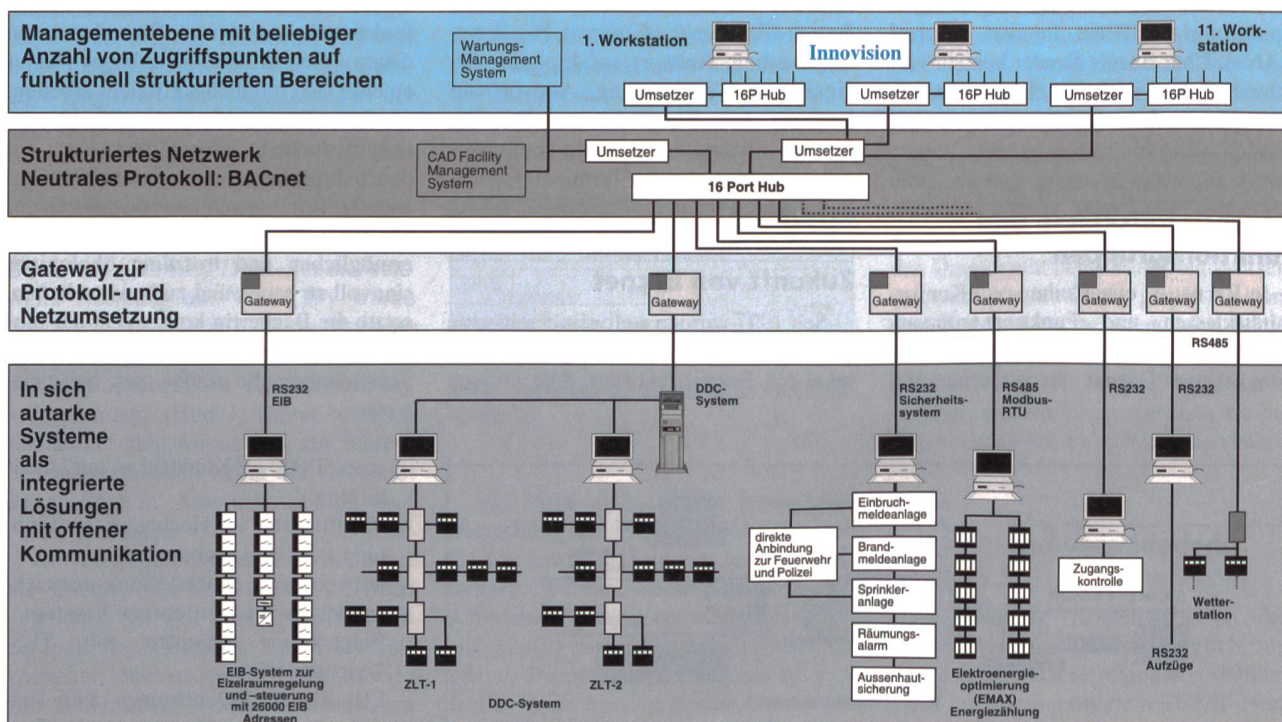 Managementebene mit beliebiger
Anzahl von Zugriffspunkten auf
funktionell strukturierten Bereichen
Wartungs-
Management
System
1. Workstation
Innovision
11. Work-
station
Umsetzer
16P Hub
Umsetzer
16P Hub
Umsetzer
16P Hub
Strukturiertes Netzwerk
Neutrales Protokoll: BACnet
CAD Facility
Management
System
Umsetzer
Umsetzer
16 Port Hub
Gateway zur
Protokoll- und
Netzumsetzung
Gateway
Gateway
Gateway
Gateway
Gateway
Gateway
Gateway
RS485
In sich
autarke
Systeme
als
integrierte
Lösungen
mit offener
Kommunikation
RS232
EIB
DDC-
System
RS232
Sicherheits-
system
RS485
Modbus-
RTU
RS232
RS232
Einbruch-
meldeanlage
direkte
Anbindung
zur Feuerwehr
und Polizei
Brand-
meldeanlage
Sprinkler-
anlage
Räumungs-
alarm
Aussenhaut-
sicherung
Zugangs-
kontrolle
Wetter-
station
RS232
Aufzüge
EIB-System zur
Eizelraumregelung
und –steuerung
mit 26000 EIB
Adressen
ZLT-1
DDC-System
ZLT-2
Elektroenergie-
optimierung
(EMAX)
Energiezählung